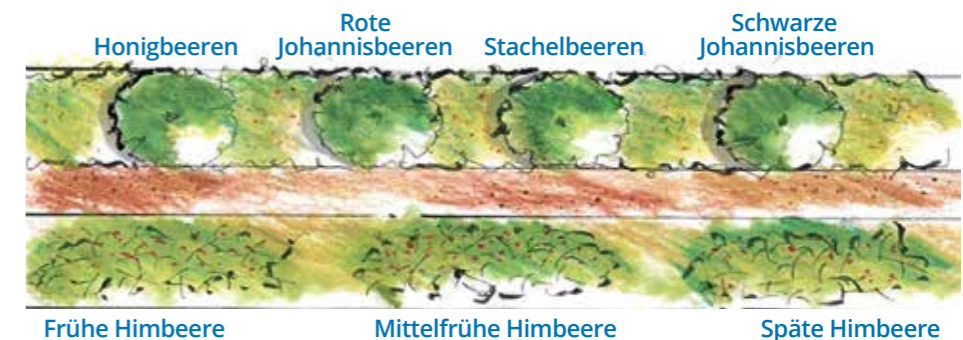 Honigbeeren
Rote
Johannisbeeren
Stachelbeeren
Schwarze
Johannisbeeren
Frühe Himbeere
Mittelfrühe Himbeere
Späte Himbeere